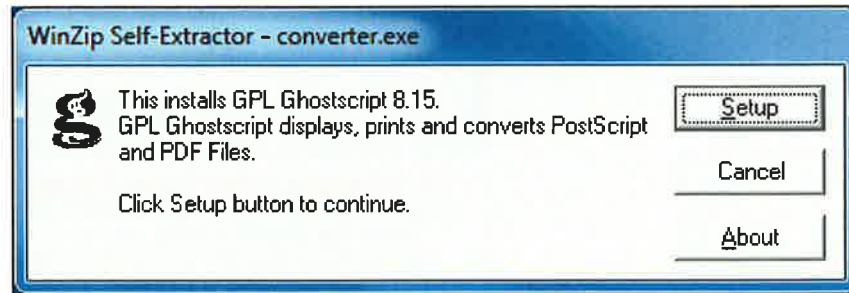 WinZip Self-Extractor - converter.exe
This installs GPL Ghostscript 8.15.
GPL Ghostscript displays, prints and converts PostScript
and PDF Files.
Click Setup button to continue.
Setup
Cancel
About